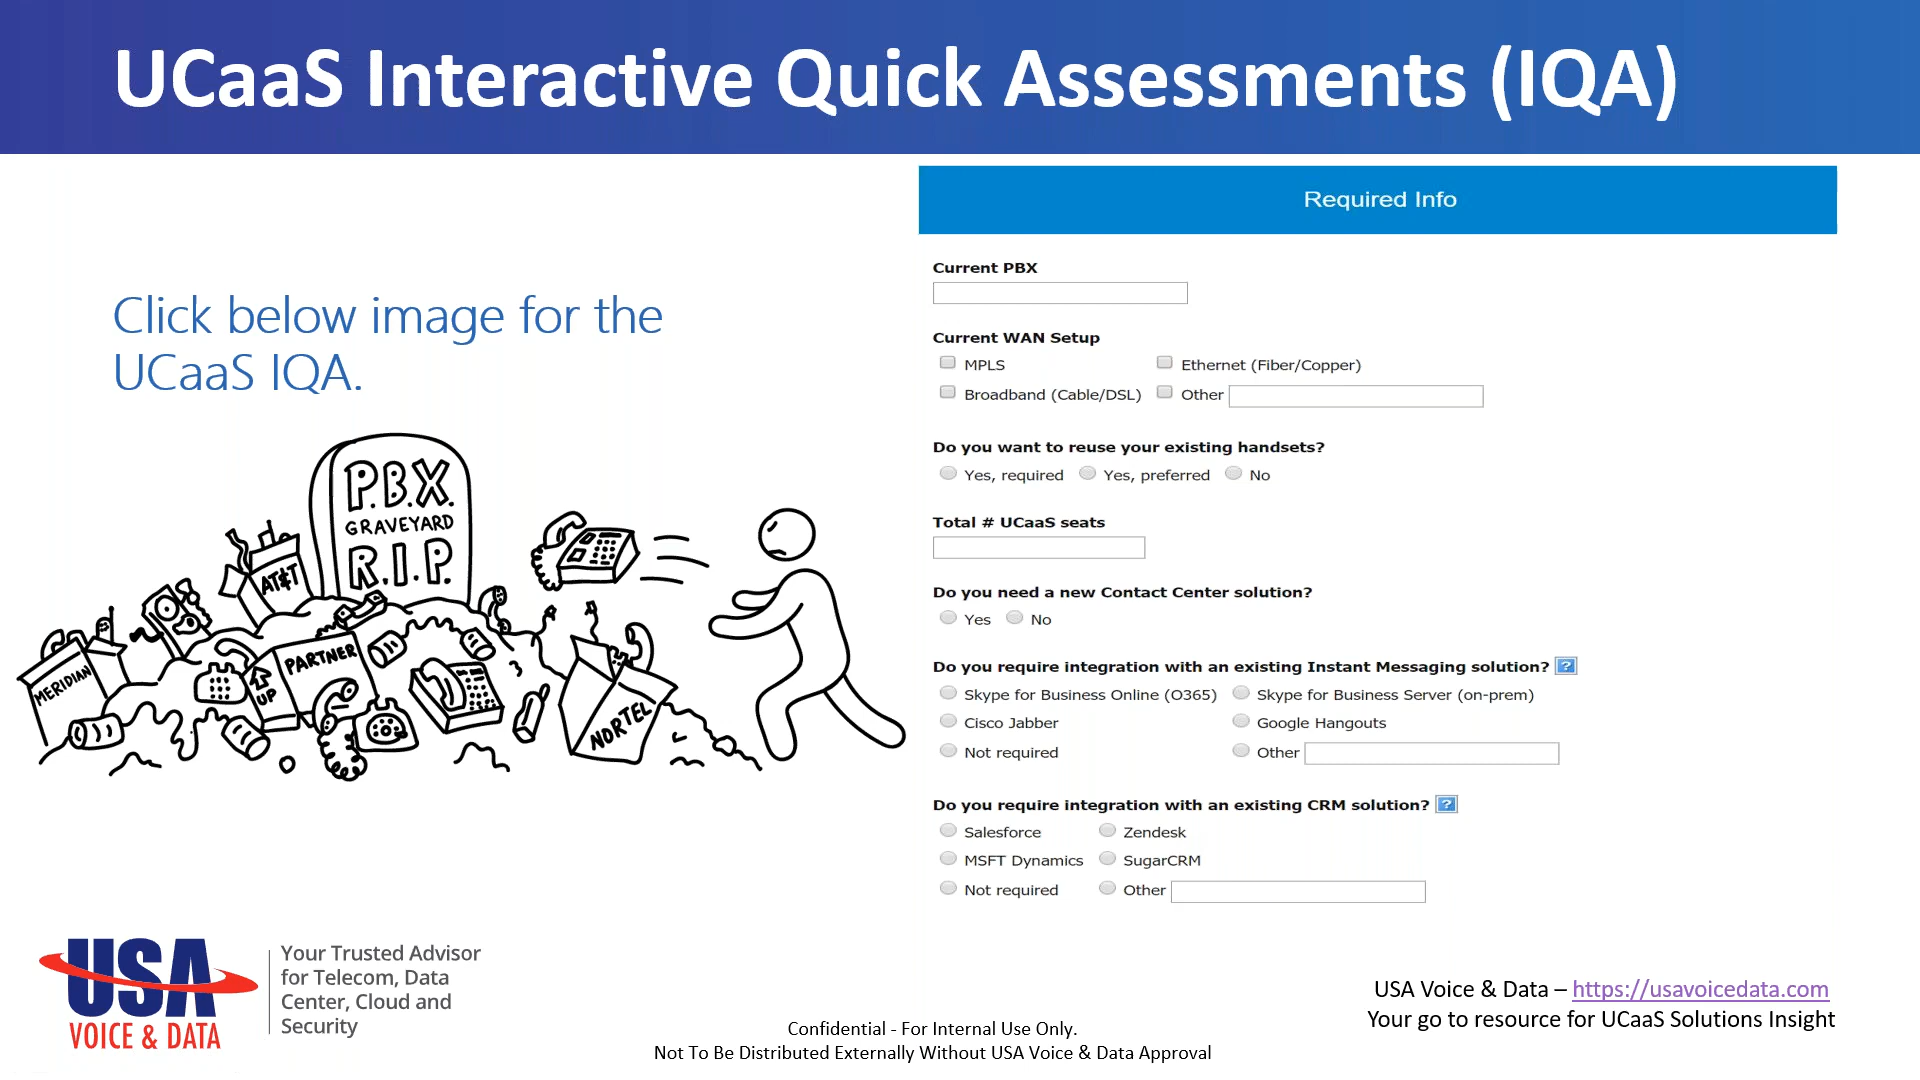 UCaaS Interactive Quick Assessments (IQA)
Click below image for the
UCaaS IQA.
P.B.X.
GRAVEYARD
R.I.P.
AT&T
MERIDIAN
PARTNER
UP
NORTEL
Required Info
Current PBX
Current WAN Setup
MPLS Ethernet (Fiber/Copper)
Broadband (Cable/DSL) Other
Do you want to reuse your existing handsets?
Yes, required Yes, preferred No
Total # UCaaS seats
Do you need a new Contact Center solution?
Yes No
Do you require integration with an existing Instant Messaging solution? ?
Skype for Business Online (O365) Skype for Business Server (on-prem)
Cisco Jabber Google Hangouts
Not required Other
Do you require integration with an existing CRM solution? ?
Salesforce Zendesk
MSFT Dynamics SugarCRM
Not required Other
USA
VOICE & DATA
Your Trusted Advisor
for Telecom, Data
Center, Cloud and
Security
Confidential - For Internal Use Only.
Not To Be Distributed Externally Without USA Voice & Data Approval
USA Voice & Data – https://usavoicedata.com
Your go to resource for UCaaS Solutions Insight